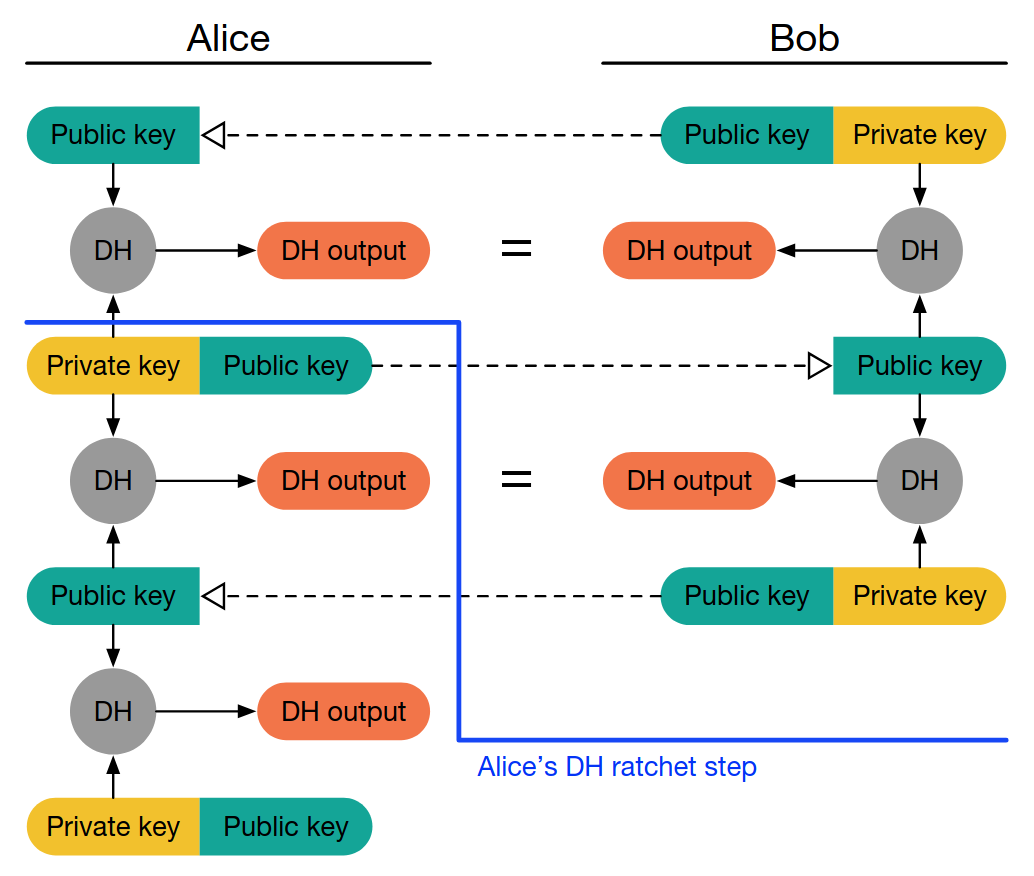 Alice Bob
Public key Public key Private key
DH DH output = DH output DH
Private key Public key Public key
DH DH output = DH output DH
Public key Public key Private key
DH DH output
Alice's DH ratchet step
Private key Public key